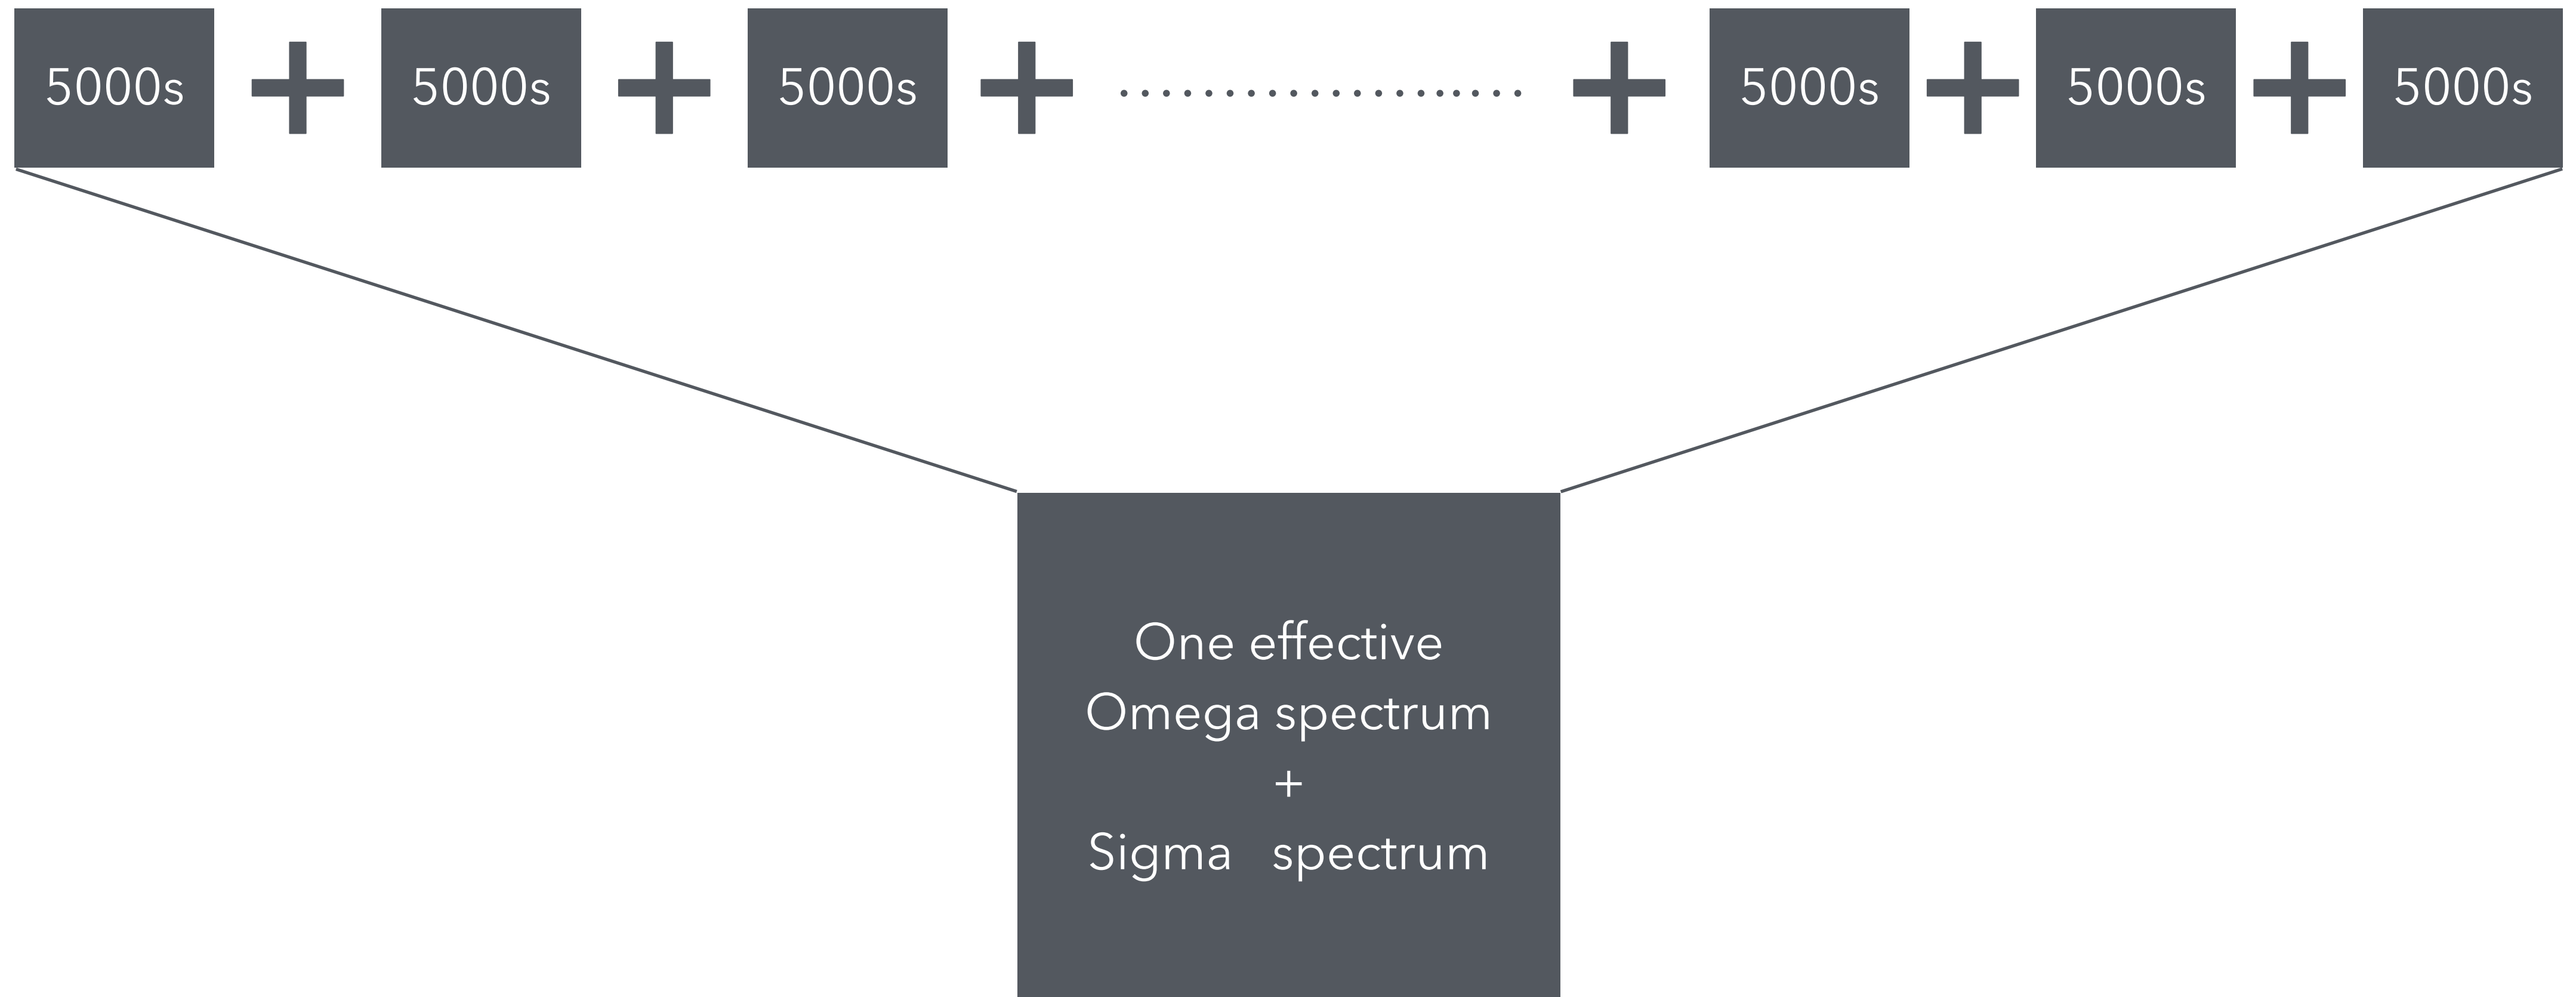 5000s + 5000s + 5000s + ................... + 5000s + 5000s + 5000s
One effective
Omega spectrum
+
Sigma spectrum